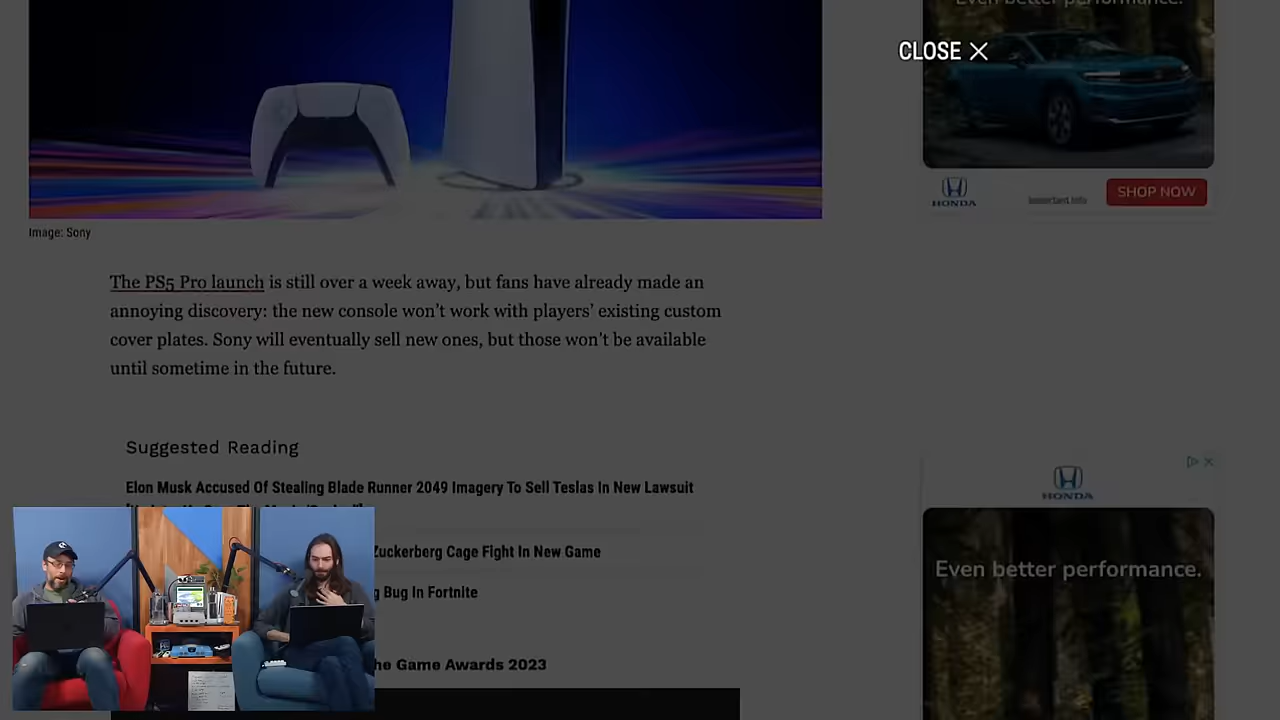 Even better performance.
CLOSE
HONDA
Important Info
SHOP NOW
Image: Sony
The PS5 Pro launch is still over a week away, but fans have already made an
annoying discovery: the new console won't work with players' existing custom
cover plates. Sony will eventually sell new ones, but those won't be available
until sometime in the future.
Suggested Reading
Elon Musk Accused Of Stealing Blade Runner 2049 Imagery To Sell Teslas In New Lawsuit
Zuckerberg Cage Fight In New Game
g Bug In Fortnite
he Game Awards 2023
HONDA
Even better performance.